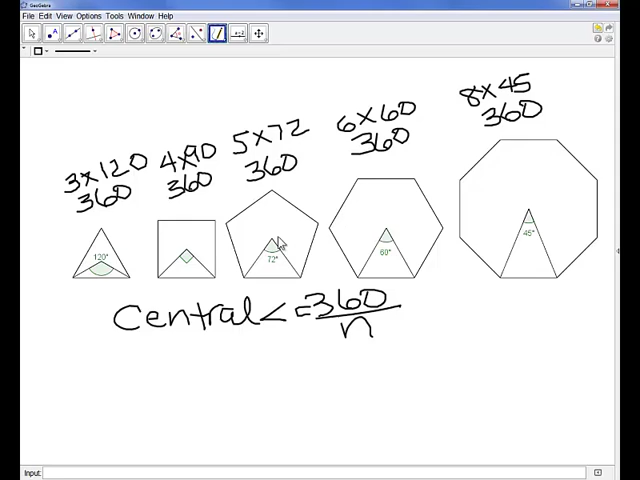 GeoGebra
File Edit View Options Tools Window Help
3x120
360
4x90
360
5x72
360
6x60
360
8x45
360
120°
72°
60°
45°
Central < = 360
n
Input: